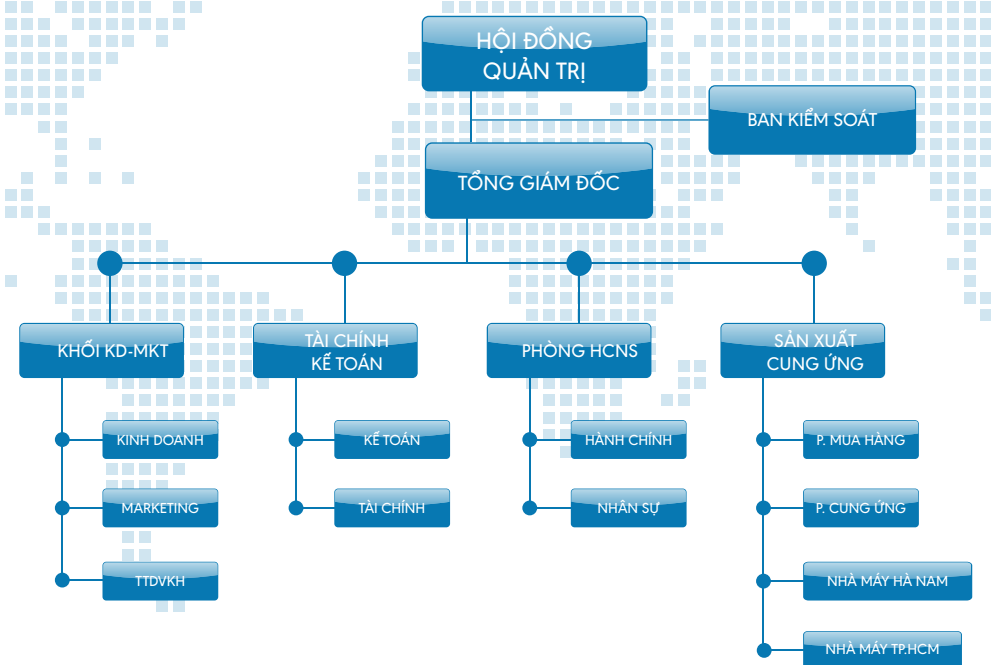 HỘI ĐỒNG
QUẢN TRỊ
BAN KIỂM SOÁT
TỔNG GIÁM ĐỐC
KHỐI KD-MKT
TÀI CHÍNH
KẾ TOÁN
PHÒNG HCNS
SẢN XUẤT
CUNG ỨNG
KINH DOANH
MARKETING
TTDVKH
KẾ TOÁN
TÀI CHÍNH
HÀNH CHÍNH
NHÂN SỰ
P. MUA HÀNG
P. CUNG ỨNG
NHÀ MÁY HÀ NAM
NHÀ MÁY TP.HCM